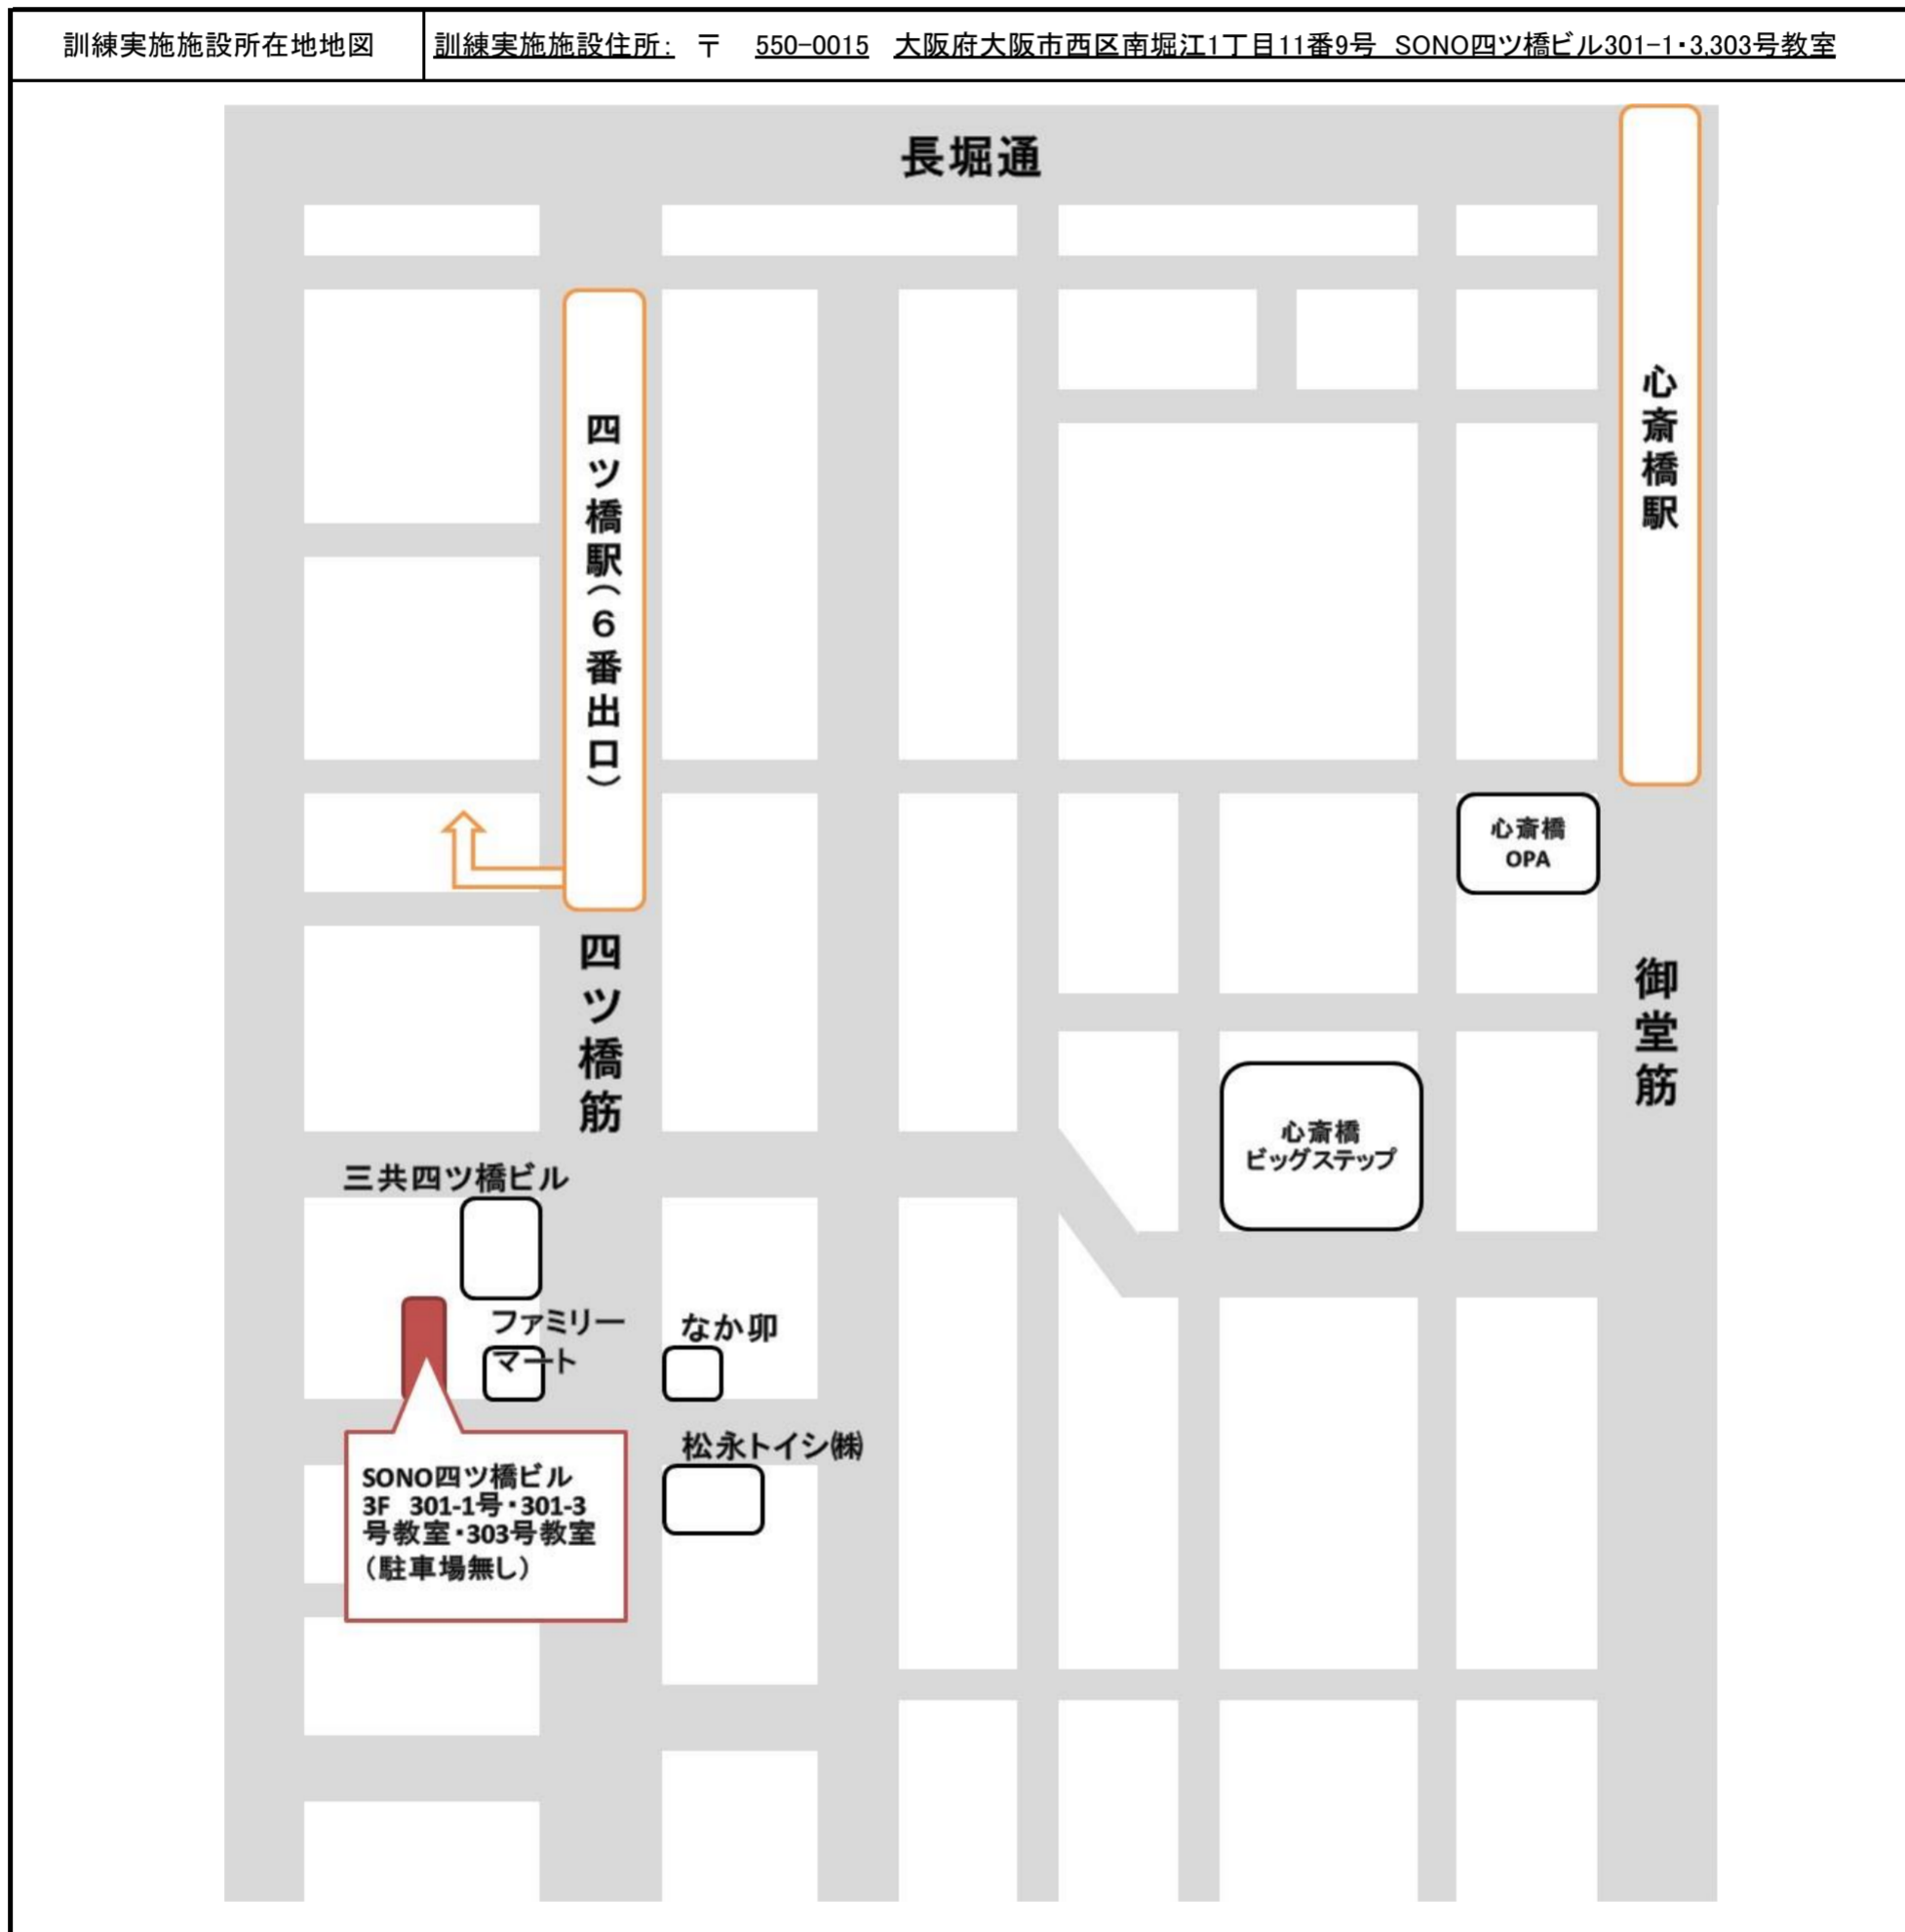 訓練実施施設所在地地図
訓練実施施設住所： 〒 550-0015 大阪府大阪市西区南堀江1丁目11番9号 SONO四ツ橋ビル301-1・3,303号教室
長堀通
心斎橋駅
四ツ橋駅（６番出口）
心斎橋
OPA
四ツ橋筋
御堂筋
心斎橋
ビッグステップ
三共四ツ橋ビル
ファミリー
マート
なか卯
松永トイシ㈱
SONO四ツ橋ビル
3F 301-1号・301-3
号教室・303号教室
（駐車場無し）